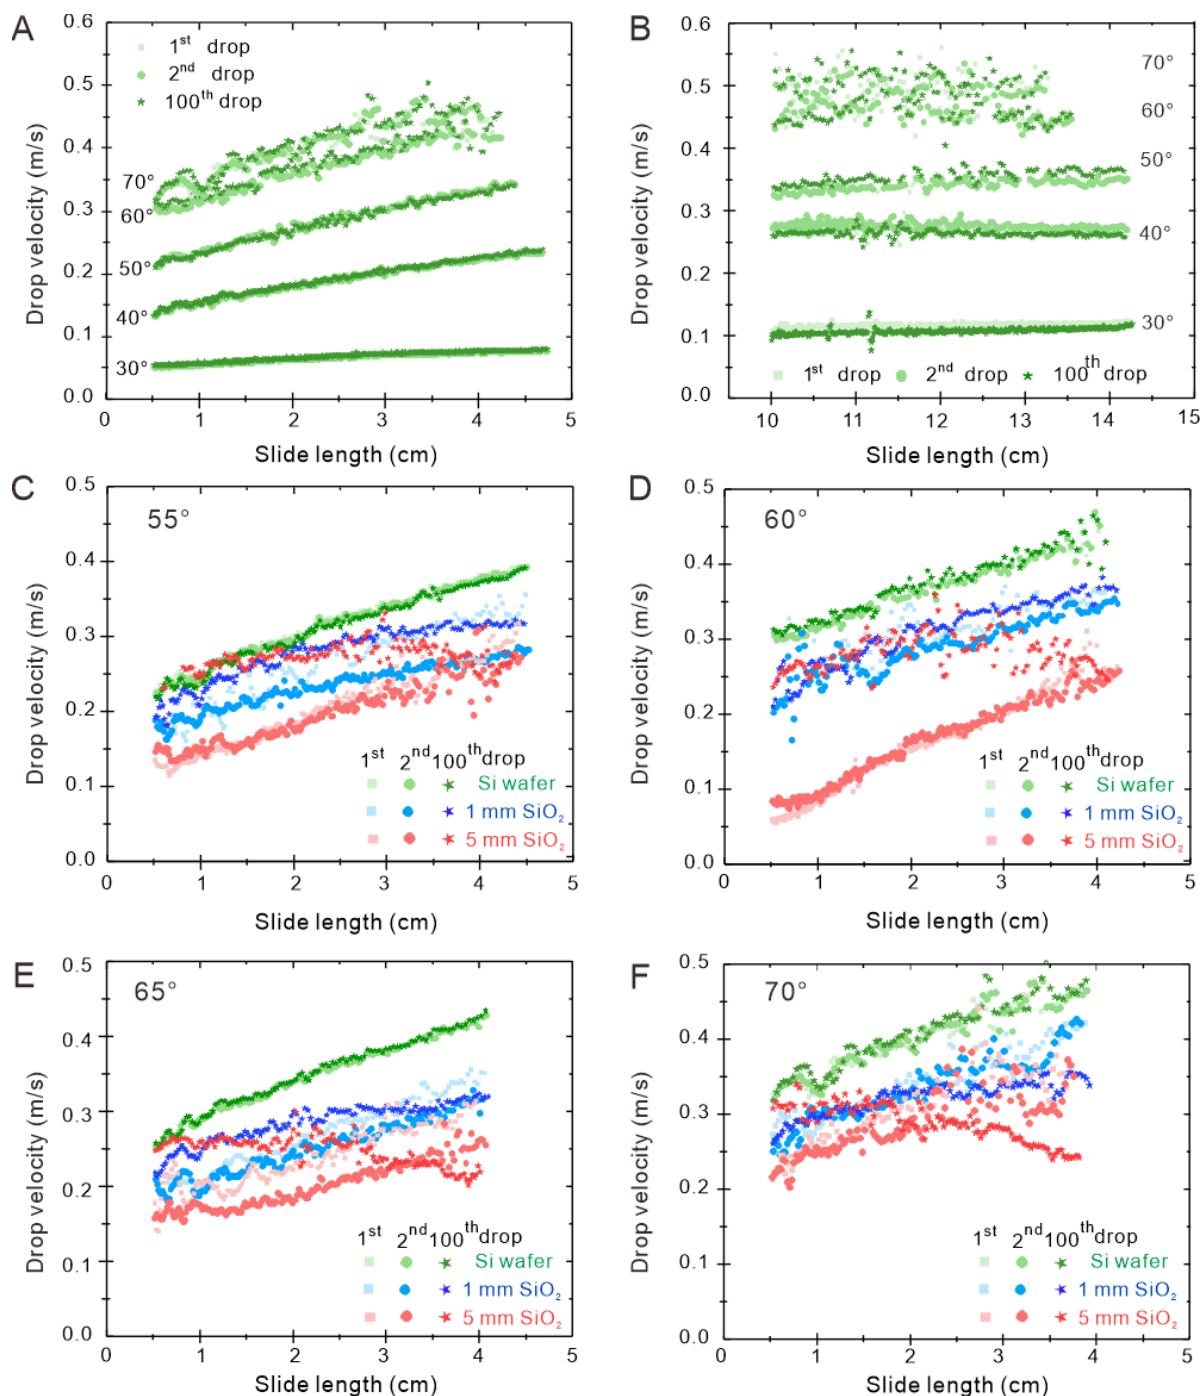 A
1st drop
2nd drop
100th drop
70°
60°
50°
40°
30°
0.6
0.5
0.4
0.3
0.2
0.1
0.0
0 1 2 3 4 5
Drop velocity (m/s)
Slide length (cm)
B
70°
60°
50°
40°
30°
1st drop 2nd drop 100th drop
0.6
0.5
0.4
0.3
0.2
0.1
0.0
10 11 12 13 14 15
Drop velocity (m/s)
Slide length (cm)
C
55°
1st 2nd 100th drop
Si wafer
1 mm SiO₂
5 mm SiO₂
0.5
0.4
0.3
0.2
0.1
0.0
0 1 2 3 4 5
Drop velocity (m/s)
Slide length (cm)
D
60°
1st 2nd 100th drop
Si wafer
1 mm SiO₂
5 mm SiO₂
0.5
0.4
0.3
0.2
0.1
0.0
0 1 2 3 4 5
Drop velocity (m/s)
Slide length (cm)
E
65°
1st 2nd 100th drop
Si wafer
1 mm SiO₂
5 mm SiO₂
0.5
0.4
0.3
0.2
0.1
0.0
0 1 2 3 4 5
Drop velocity (m/s)
Slide length (cm)
F
70°
1st 2nd 100th drop
Si wafer
1 mm SiO₂
5 mm SiO₂
0.5
0.4
0.3
0.2
0.1
0.0
0 1 2 3 4 5
Drop velocity (m/s)
Slide length (cm)